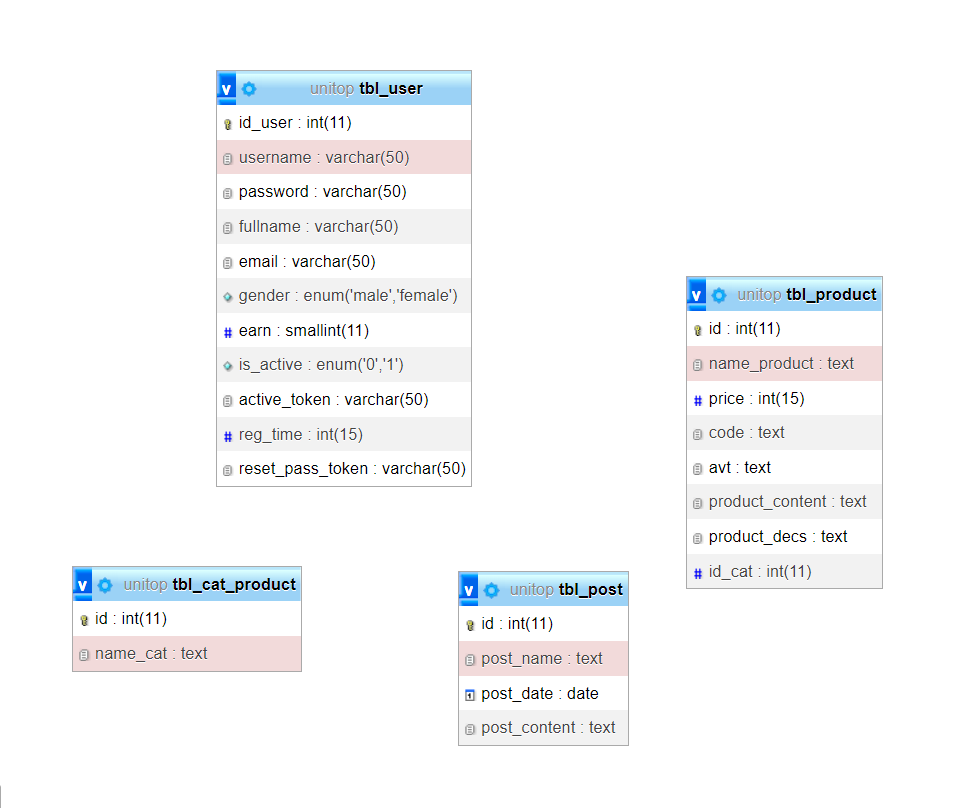 v unitop tbl_user
id_user : int(11)
username : varchar(50)
password : varchar(50)
fullname : varchar(50)
email : varchar(50)
gender : enum('male','female')
# earn : smallint(11)
is_active : enum('0','1')
active_token : varchar(50)
# reg_time : int(15)
reset_pass_token : varchar(50)
v unitop tbl_product
id : int(11)
name_product : text
# price : int(15)
code : text
avt : text
product_content : text
product_decs : text
# id_cat : int(11)
v unitop tbl_cat_product
id : int(11)
name_cat : text
v unitop tbl_post
id : int(11)
post_name : text
1 post_date : date
post_content : text